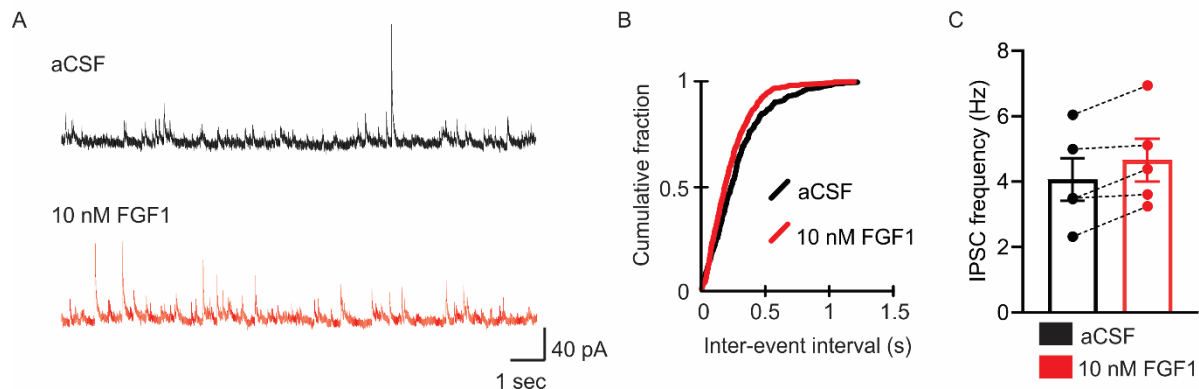 A
aCSF
10 nM FGF1
40 pA
1 sec
B
Cumulative fraction
1
0.5
0
0
0.5
1
1.5
aCSF
10 nM FGF1
Inter-event interval (s)
C
IPSC frequency (Hz)
8
6
4
2
0
aCSF
10 nM FGF1